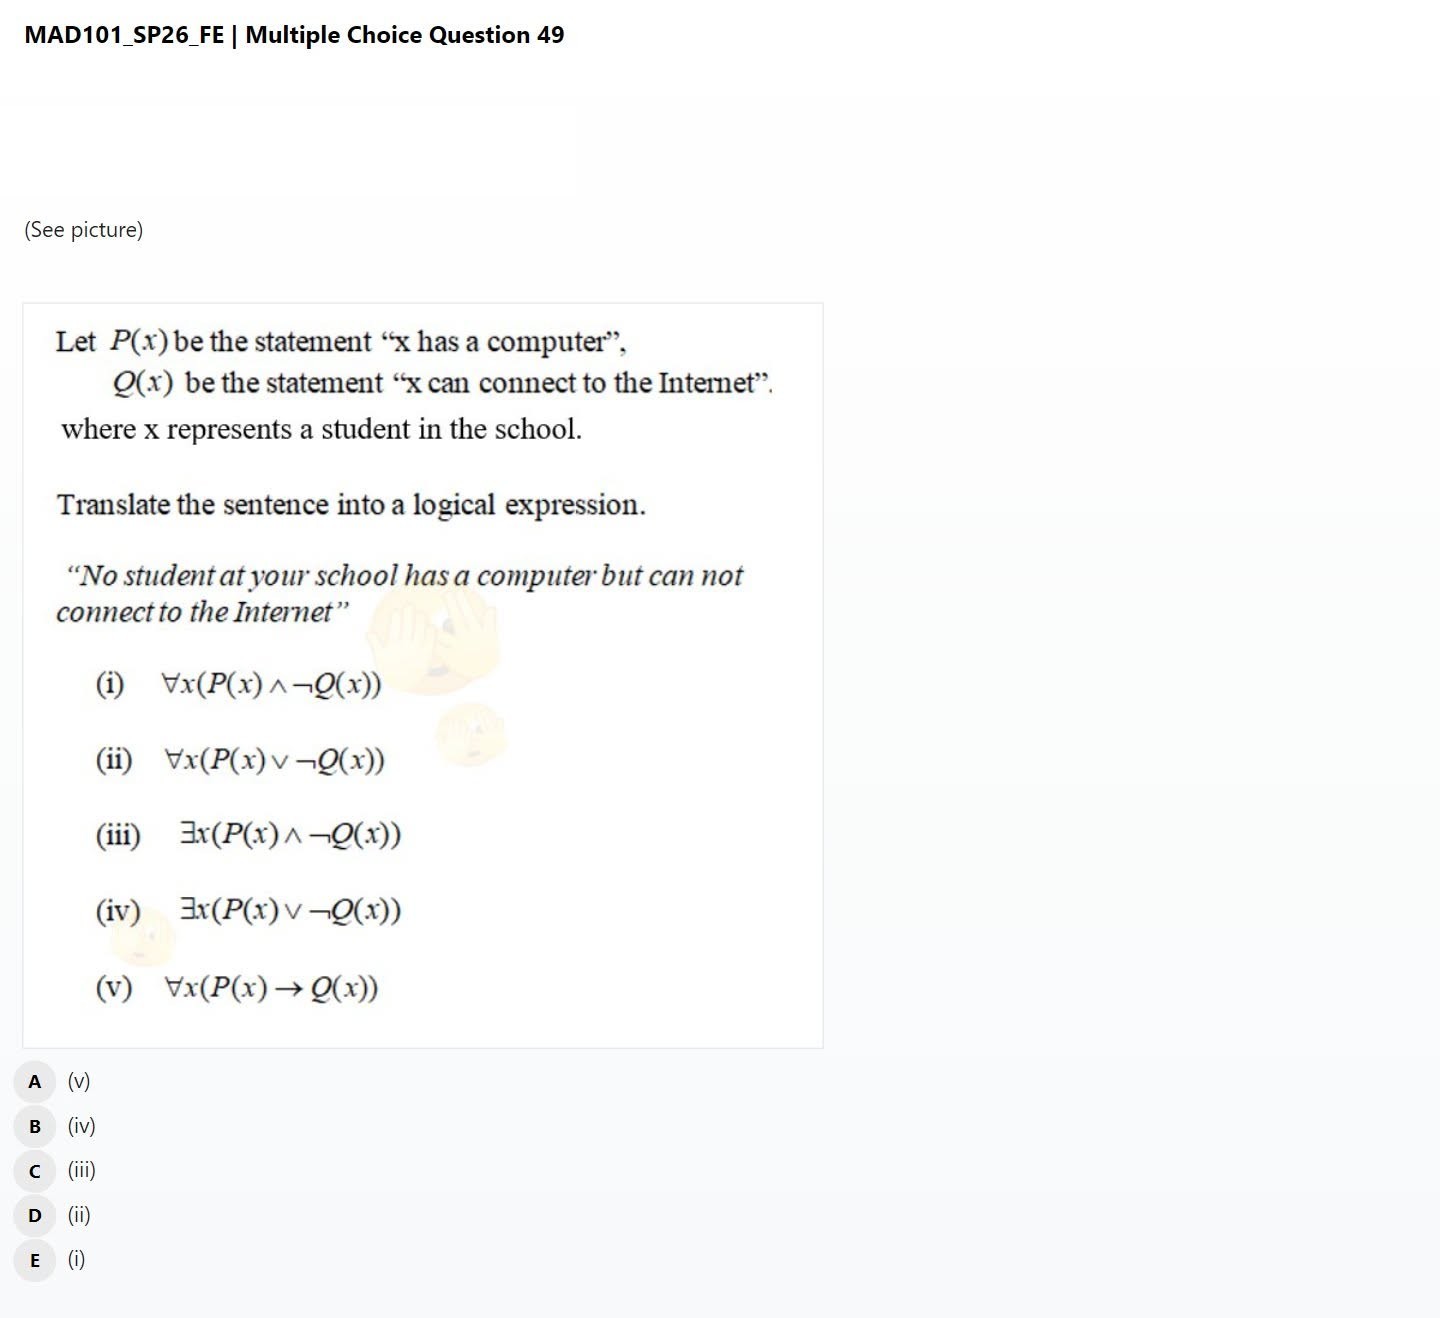 MAD101_SP26_FE | Multiple Choice Question 49
(See picture)
Let P(x) be the statement “x has a computer”,
Q(x) be the statement “x can connect to the Internet”.
where x represents a student in the school.
Translate the sentence into a logical expression.
“No student at your school has a computer but can not
connect to the Internet”
(i) ∀x(P(x) ∧ ¬Q(x))
(ii) ∀x(P(x) ∨ ¬Q(x))
(iii) ∃x(P(x) ∧ ¬Q(x))
(iv) ∃x(P(x) ∨ ¬Q(x))
(v) ∀x(P(x) → Q(x))
A (v)
B (iv)
C (iii)
D (ii)
E (i)